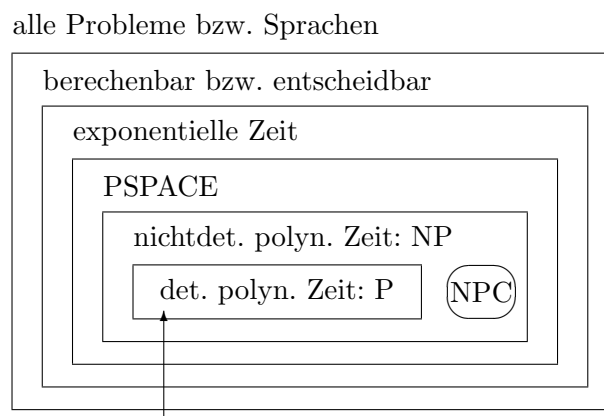 alle Probleme bzw. Sprachen
berechenbar bzw. entscheidbar
exponentielle Zeit
PSPACE
nichtdet. polyn. Zeit: NP
det. polyn. Zeit: P
NPC